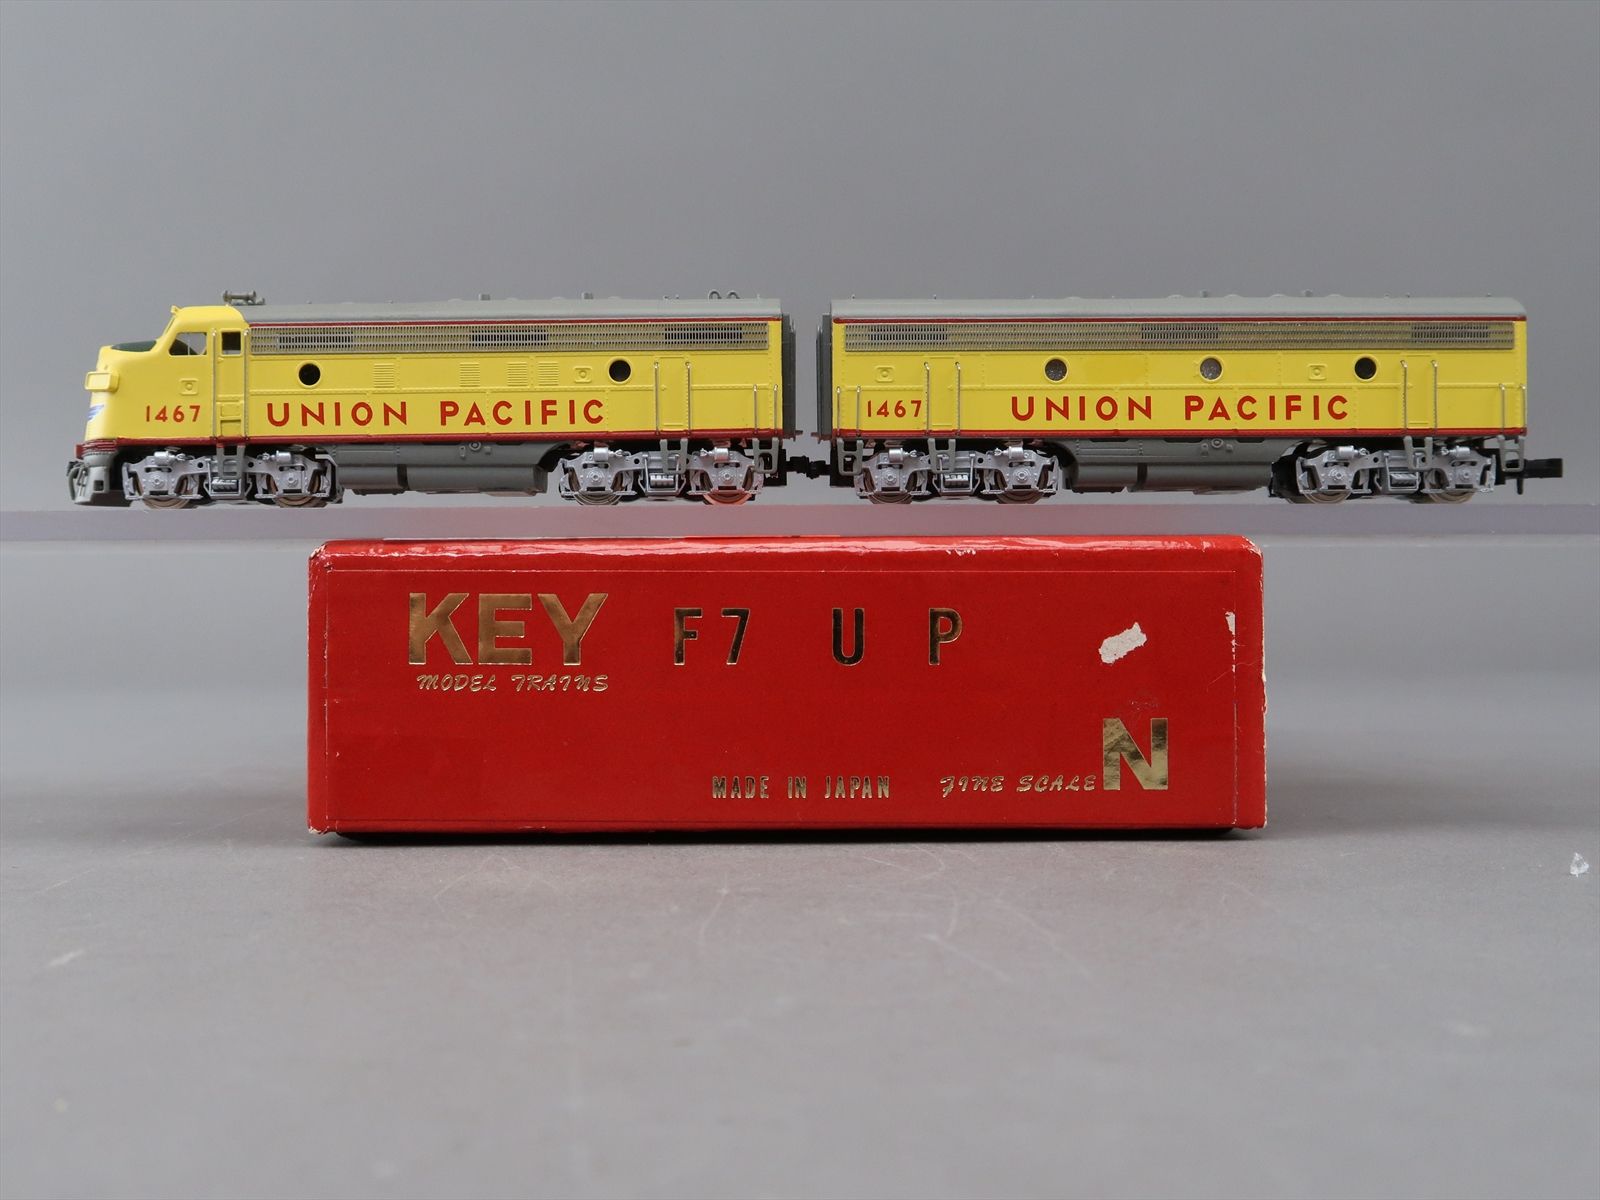 1467 UNION PACIFIC
1467 UNION PACIFIC
KEY F7 UP
MODEL TRAINS
N
MADE IN JAPAN FINE SCALE